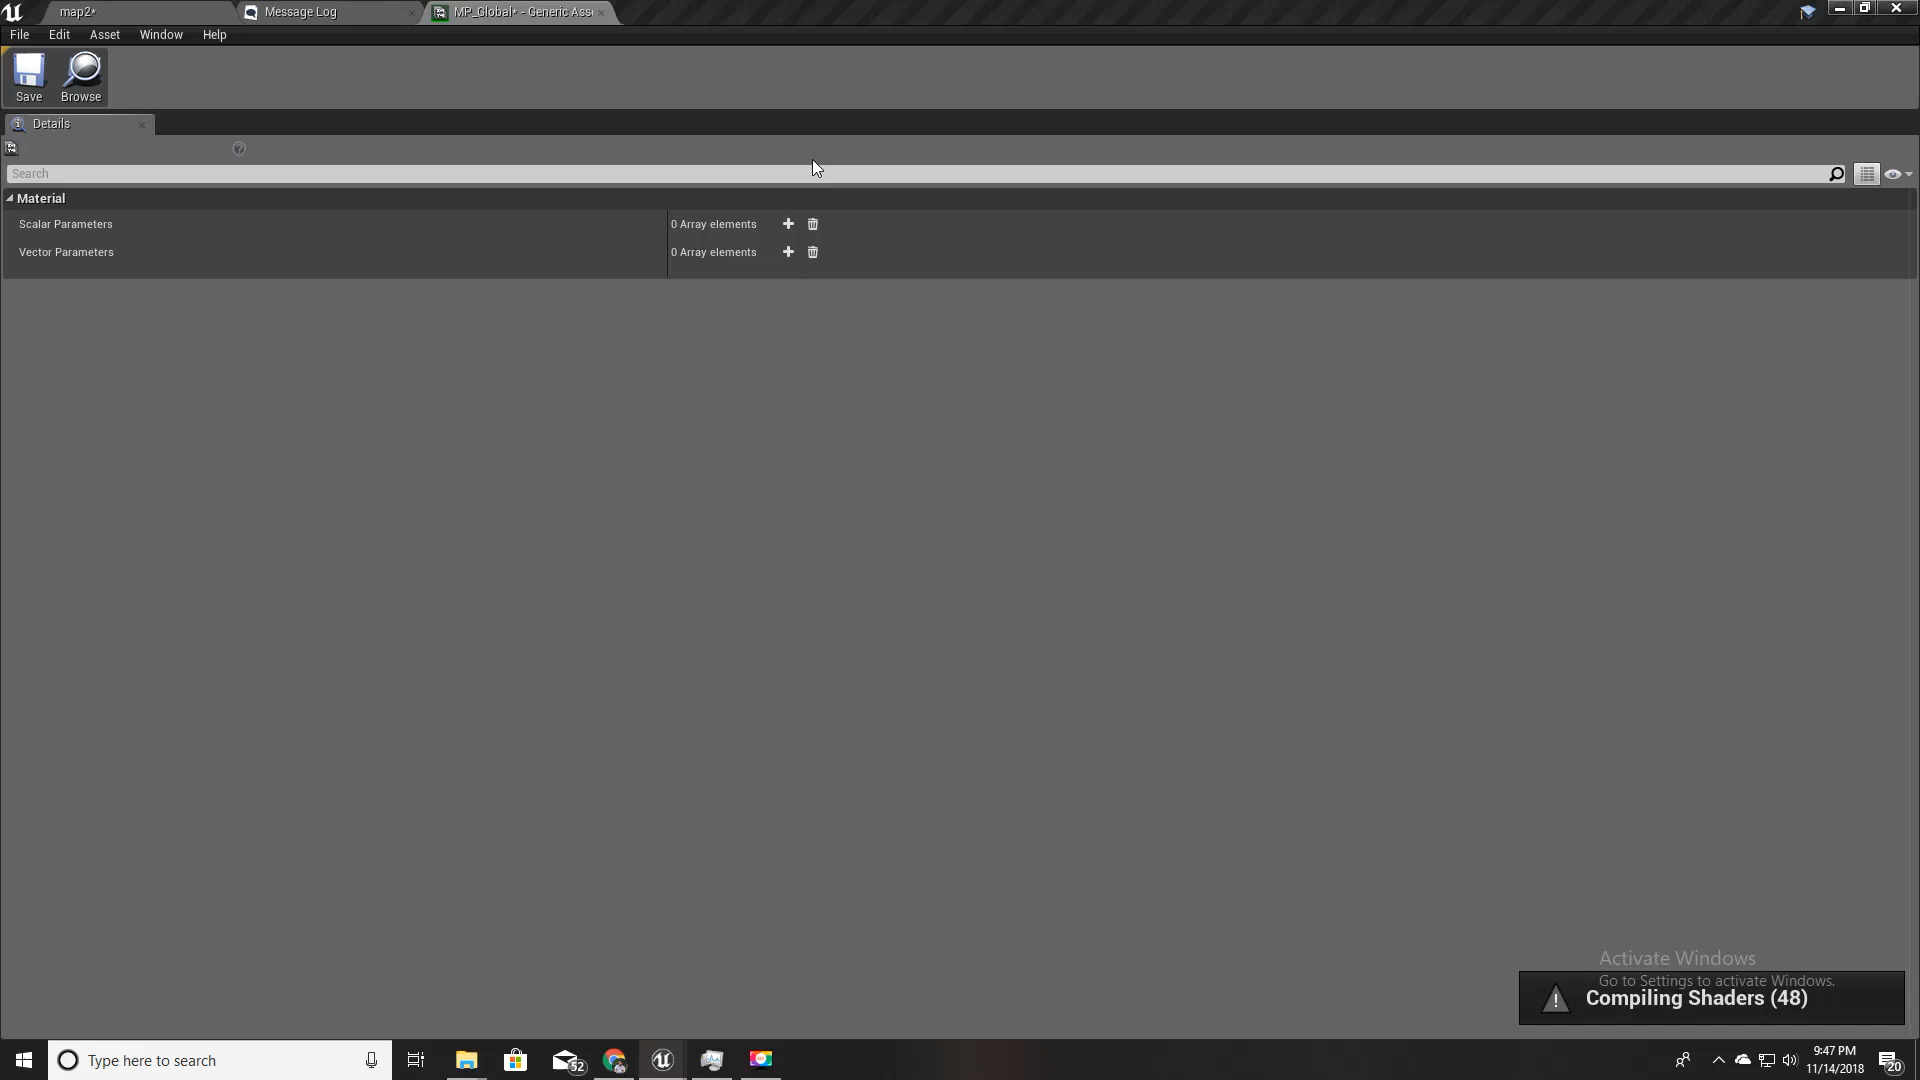 map2*
Message Log
MP_Global* - Generic Ass
File Edit Asset Window Help
Save Browse
Details
Search
Material
Scalar Parameters 0 Array elements
Vector Parameters 0 Array elements
Activate Windows
Go to Settings to activate Windows.
Compiling Shaders (48)
Type here to search
52
9:47 PM
11/14/2018
20